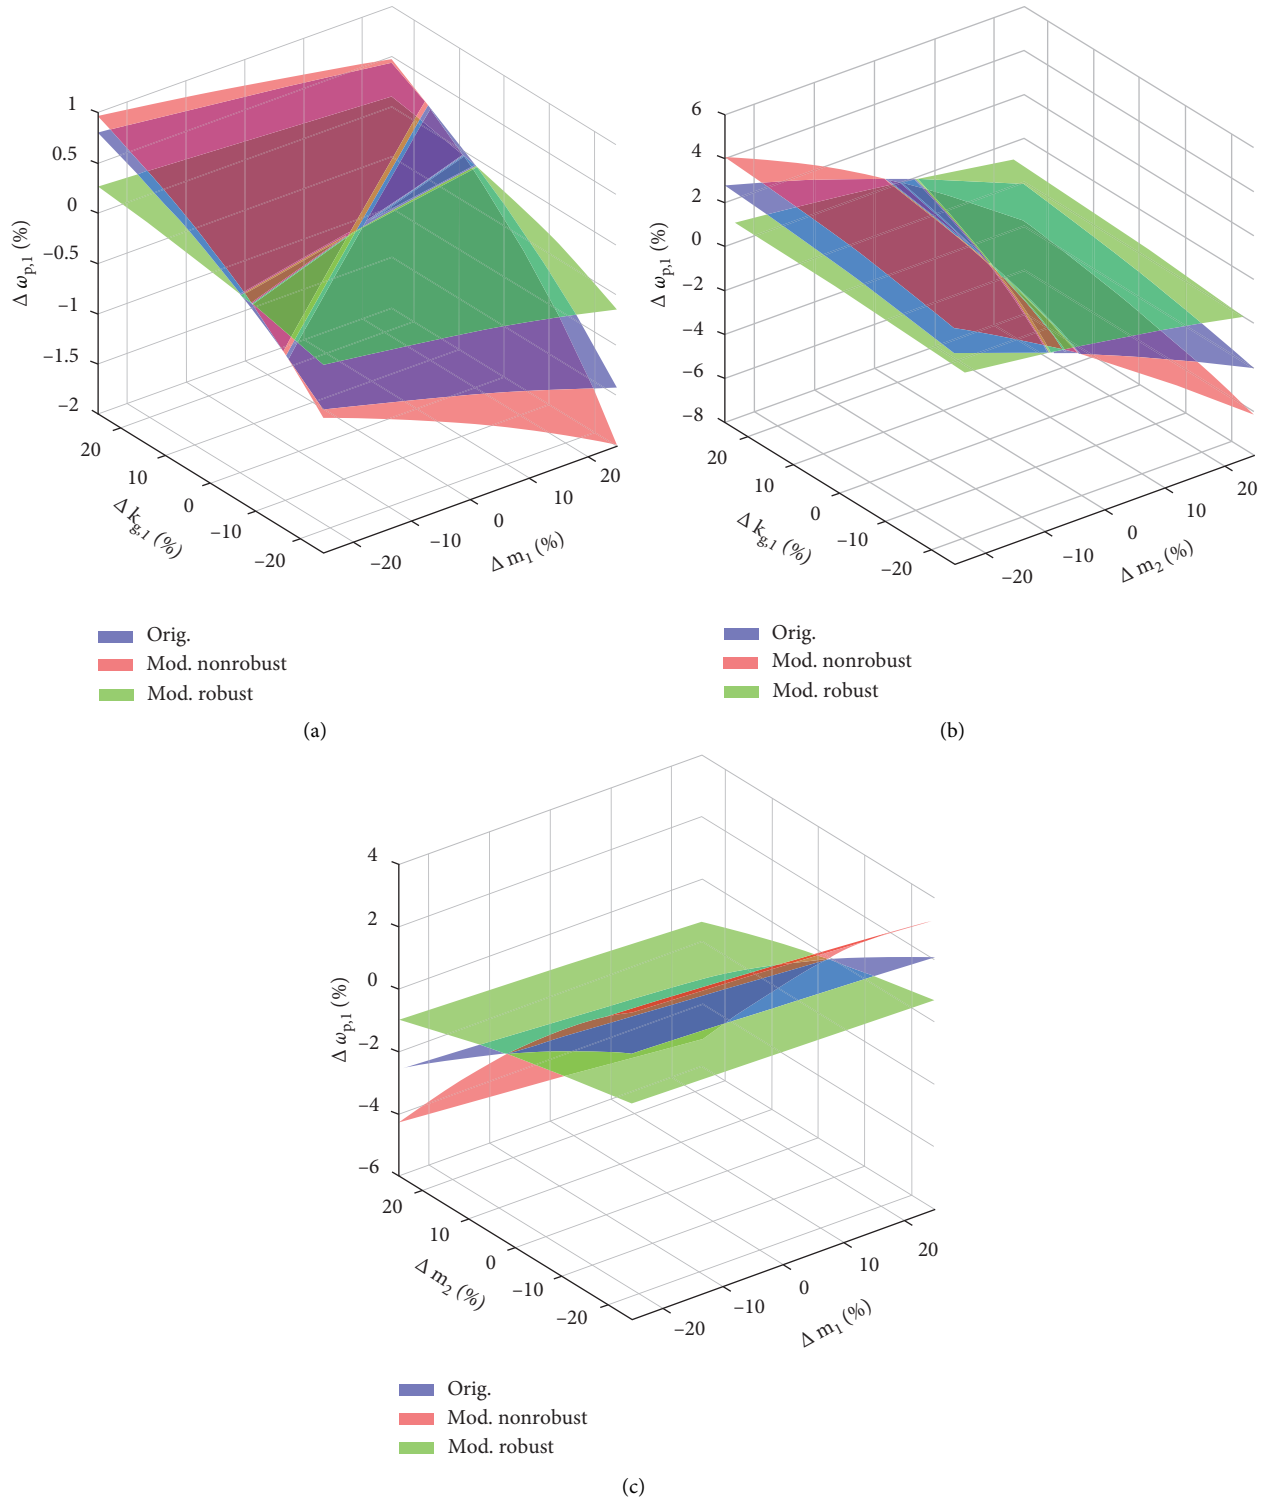 1
0.5
0
−0.5
−1
−1.5
−2
Δ ωp,1 (%)
20
10
0
−10
−20
Δ kg,1 (%)
−20
−10
0
10
20
Δ m1 (%)
Orig.
Mod. nonrobust
Mod. robust
(a)
6
4
2
0
−2
−4
−6
−8
Δ ωp,1 (%)
20
10
0
−10
−20
Δ kg,1 (%)
−20
−10
0
10
20
Δ m2 (%)
Orig.
Mod. nonrobust
Mod. robust
(b)
4
2
0
−2
−4
−6
Δ ωp,1 (%)
20
10
0
−10
−20
Δ m2 (%)
−20
−10
0
10
20
Δ m1 (%)
Orig.
Mod. nonrobust
Mod. robust
(c)